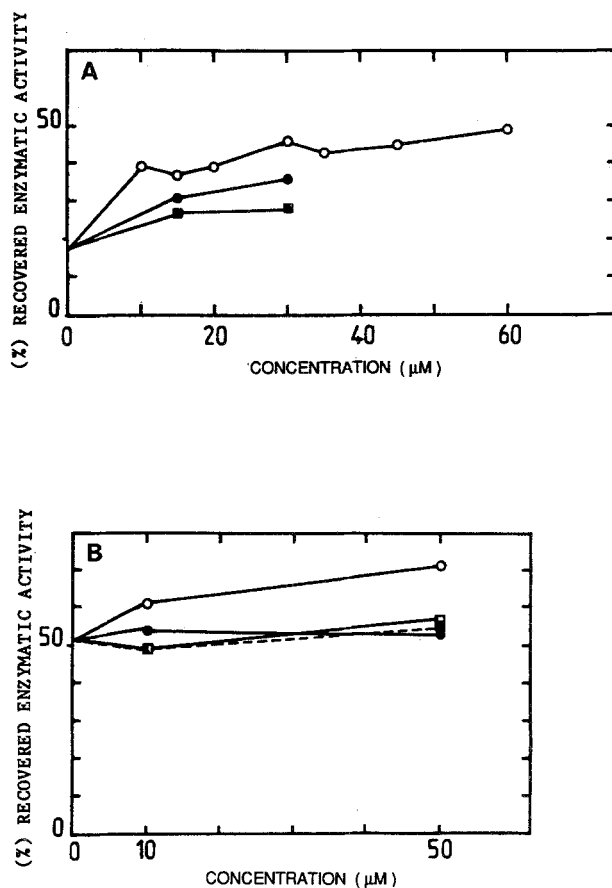 A
(%) RECOVERED ENZYMATIC ACTIVITY
50
0
0 20 40 60
CONCENTRATION (µM)
B
(%) RECOVERED ENZYMATIC ACTIVITY
50
0
0 10 50
CONCENTRATION (µM)